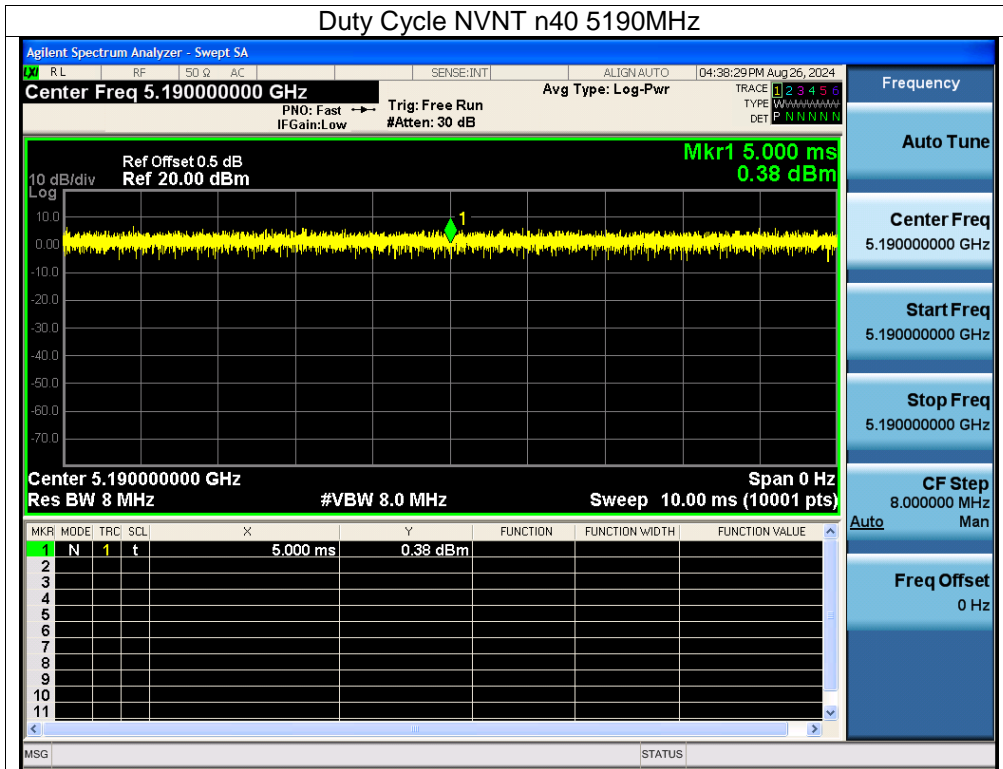 Duty Cycle NVNT n40 5190MHz
Agilent Spectrum Analyzer - Swept SA
LXI RL RF 50 Ω AC SENSE:INT ALIGN AUTO 04:38:29 PM Aug 26, 2024
Center Freq 5.190000000 GHz Avg Type: Log-Pwr TRACE 1 2 3 4 5 6
PNO: Fast Trig: Free Run TYPE WWWWWW
IFGain:Low #Atten: 30 dB DET P N N N N N
Frequency
Auto Tune
Mkr1 5.000 ms
Ref Offset 0.5 dB
10 dB/div Ref 20.00 dBm 0.38 dBm
Log
10.0
1
0.00
-10.0
-20.0
-30.0
-40.0
-50.0
-60.0
-70.0
Center 5.190000000 GHz Span 0 Hz
Res BW 8 MHz #VBW 8.0 MHz Sweep 10.00 ms (10001 pts)
MKR MODE TRC SCL X Y FUNCTION FUNCTION WIDTH FUNCTION VALUE
1 N 1 t 5.000 ms 0.38 dBm
2
3
4
5
6
7
8
9
10
11
Center Freq
5.190000000 GHz
Start Freq
5.190000000 GHz
Stop Freq
5.190000000 GHz
CF Step
8.000000 MHz
Auto Man
Freq Offset
0 Hz
MSG STATUS